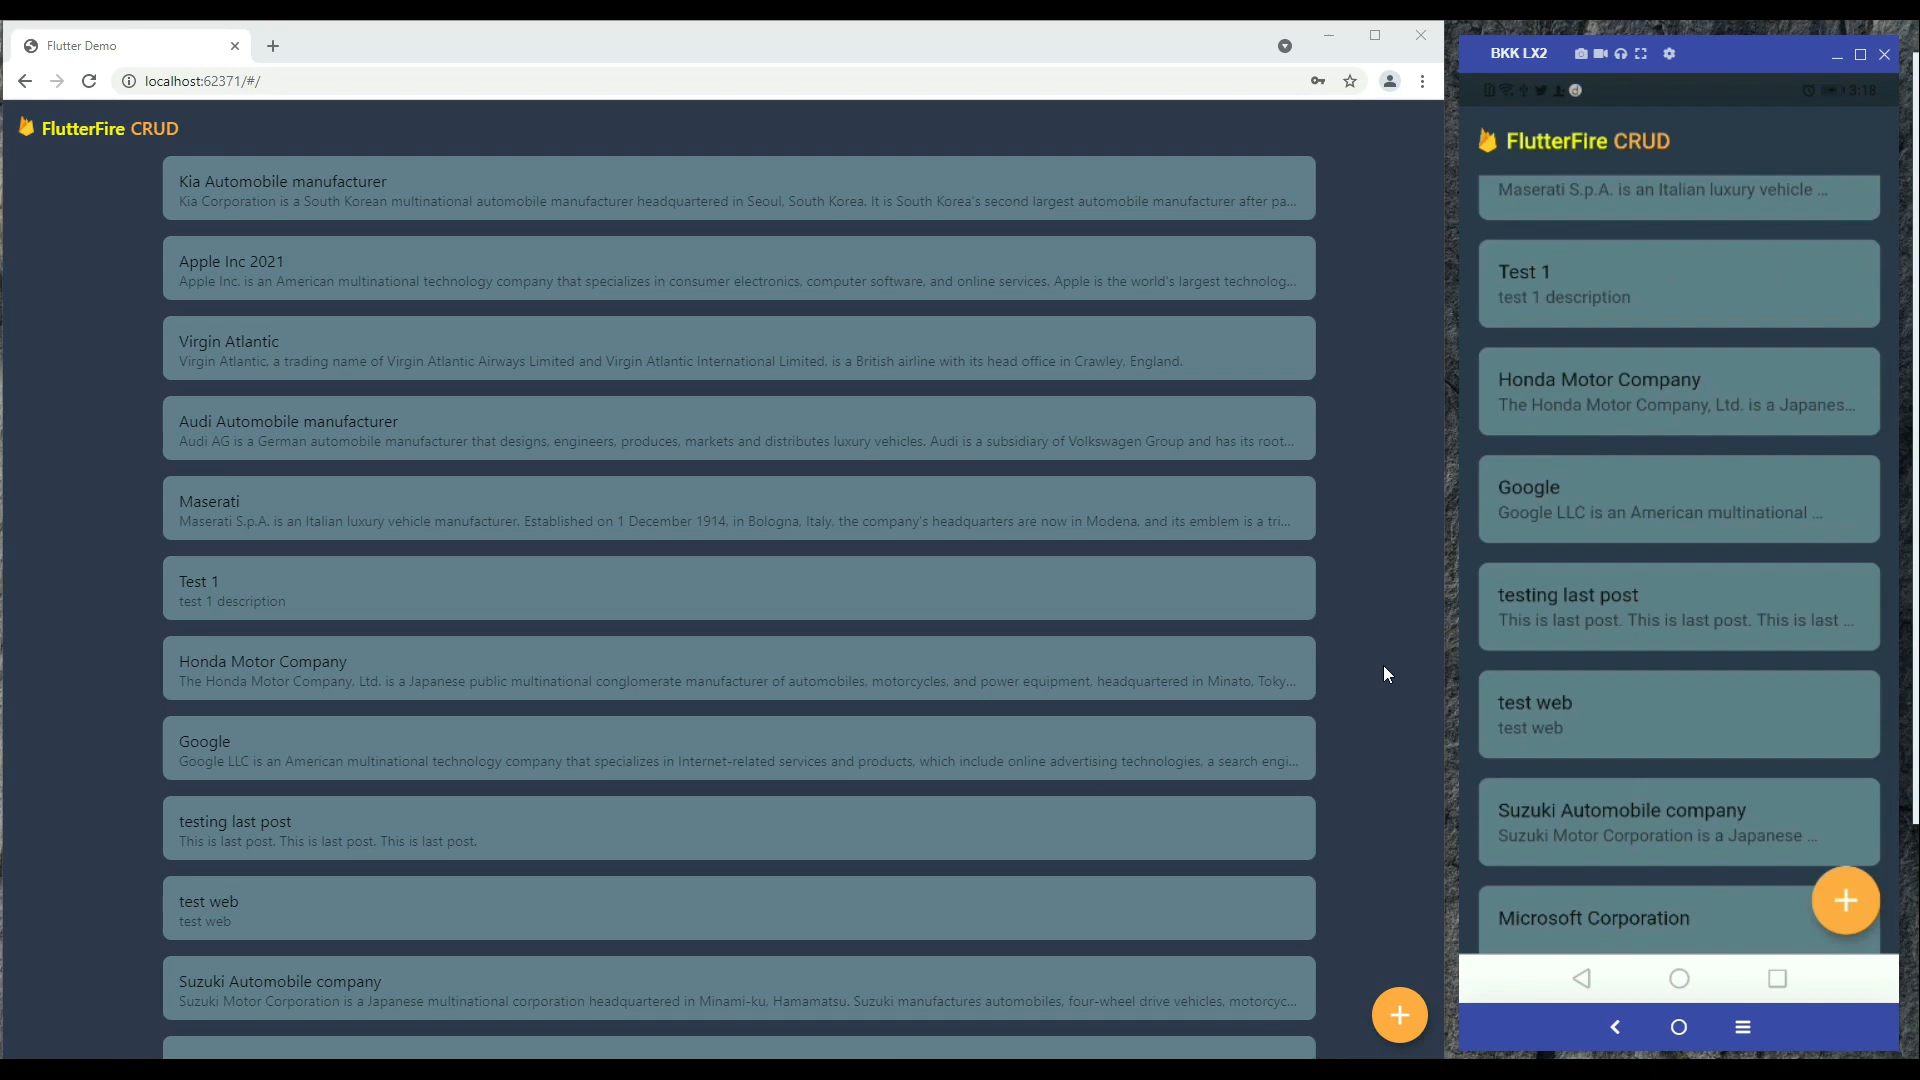 Flutter Demo
localhost:62371/#/
FlutterFire CRUD
Kia Automobile manufacturer
Kia Corporation is a South Korean multinational automobile manufacturer headquartered in Seoul, South Korea. It is South Korea's second largest automobile manufacturer after pa...
Apple Inc 2021
Apple Inc. is an American multinational technology company that specializes in consumer electronics, computer software, and online services. Apple is the world's largest technolog...
Virgin Atlantic
Virgin Atlantic, a trading name of Virgin Atlantic Airways Limited and Virgin Atlantic International Limited, is a British airline with its head office in Crawley, England.
Audi Automobile manufacturer
Audi AG is a German automobile manufacturer that designs, engineers, produces, markets and distributes luxury vehicles. Audi is a subsidiary of Volkswagen Group and has its root...
Maserati
Maserati S.p.A. is an Italian luxury vehicle manufacturer. Established on 1 December 1914, in Bologna, Italy, the company's headquarters are now in Modena, and its emblem is a tri...
Test 1
test 1 description
Honda Motor Company
The Honda Motor Company, Ltd. is a Japanese public multinational conglomerate manufacturer of automobiles, motorcycles, and power equipment, headquartered in Minato, Toky...
Google
Google LLC is an American multinational technology company that specializes in Internet-related services and products, which include online advertising technologies, a search engi...
testing last post
This is last post. This is last post. This is last post.
test web
test web
Suzuki Automobile company
Suzuki Motor Corporation is a Japanese multinational corporation headquartered in Minami-ku, Hamamatsu. Suzuki manufactures automobiles, four-wheel drive vehicles, motorcyc...
BKK LX2
3:18
FlutterFire CRUD
Maserati S.p.A. is an Italian luxury vehicle ...
Test 1
test 1 description
Honda Motor Company
The Honda Motor Company, Ltd. is a Japanes...
Google
Google LLC is an American multinational ...
testing last post
This is last post. This is last post. This is last ...
test web
test web
Suzuki Automobile company
Suzuki Motor Corporation is a Japanese ...
Microsoft Corporation